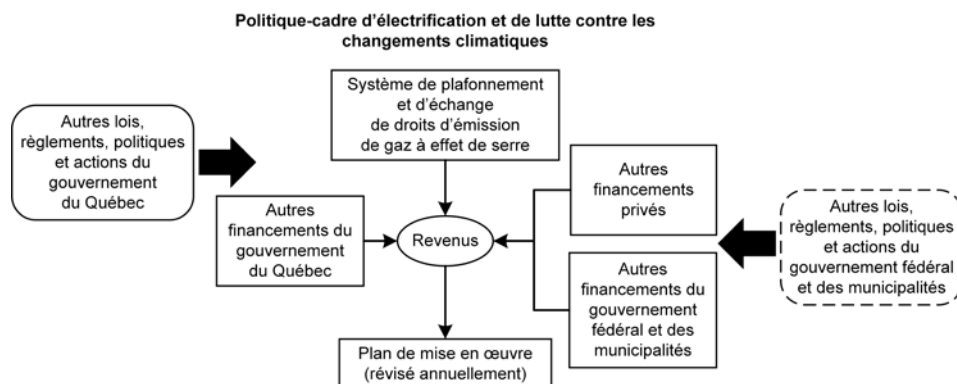 Politique-cadre d’électrification et de lutte contre les
changements climatiques
Système de plafonnement
et d’échange
de droits d’émission
de gaz à effet de serre
Autres lois,
règlements, politiques
et actions du
gouvernement
du Québec
Autres
financements du
gouvernement
du Québec
Revenus
Autres
financements
privés
Autres
financements du
gouvernement
fédéral et des
municipalités
Autres lois,
règlements, politiques
et actions du
gouvernement fédéral
et des municipalités
Plan de mise en œuvre
(révisé annuellement)